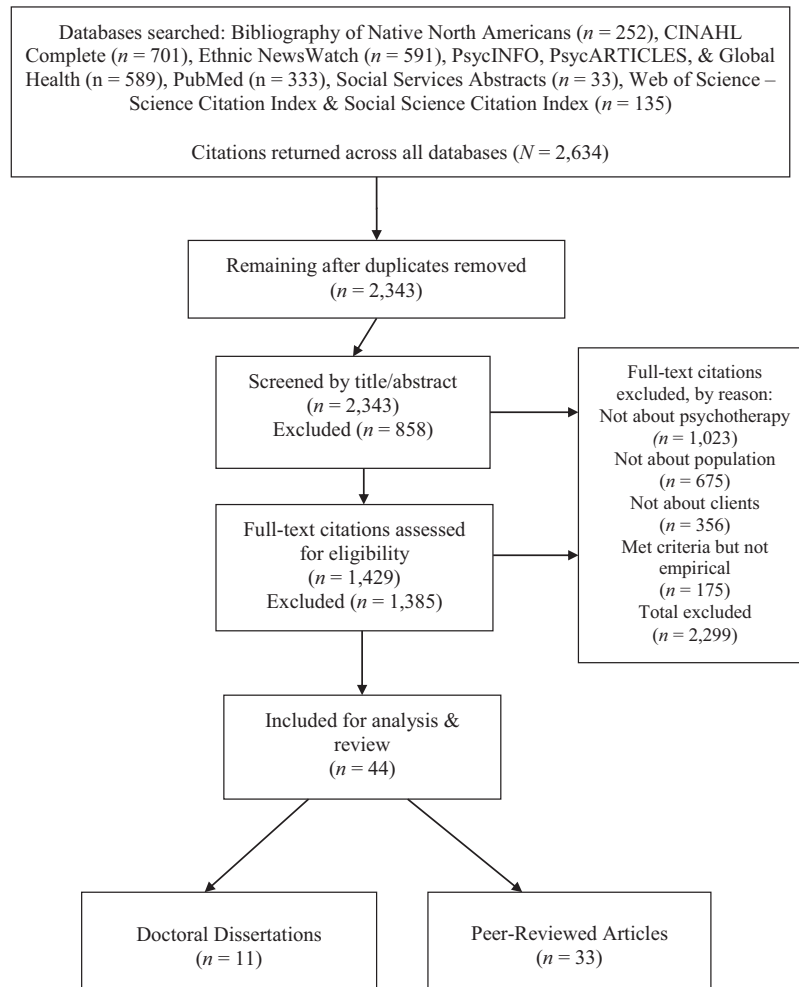 Databases searched: Bibliography of Native North Americans (n = 252), CINAHL
Complete (n = 701), Ethnic NewsWatch (n = 591), PsycINFO, PsycARTICLES, & Global
Health (n = 589), PubMed (n = 333), Social Services Abstracts (n = 33), Web of Science –
Science Citation Index & Social Science Citation Index (n = 135)
Citations returned across all databases (N = 2,634)
Remaining after duplicates removed
(n = 2,343)
Screened by title/abstract
(n = 2,343)
Excluded (n = 858)
Full-text citations
excluded, by reason:
Not about psychotherapy
(n = 1,023)
Not about population
(n = 675)
Not about clients
(n = 356)
Met criteria but not
empirical
(n = 175)
Total excluded
(n = 2,299)
Full-text citations assessed
for eligibility
(n = 1,429)
Excluded (n = 1,385)
Included for analysis &
review
(n = 44)
Doctoral Dissertations
(n = 11)
Peer-Reviewed Articles
(n = 33)